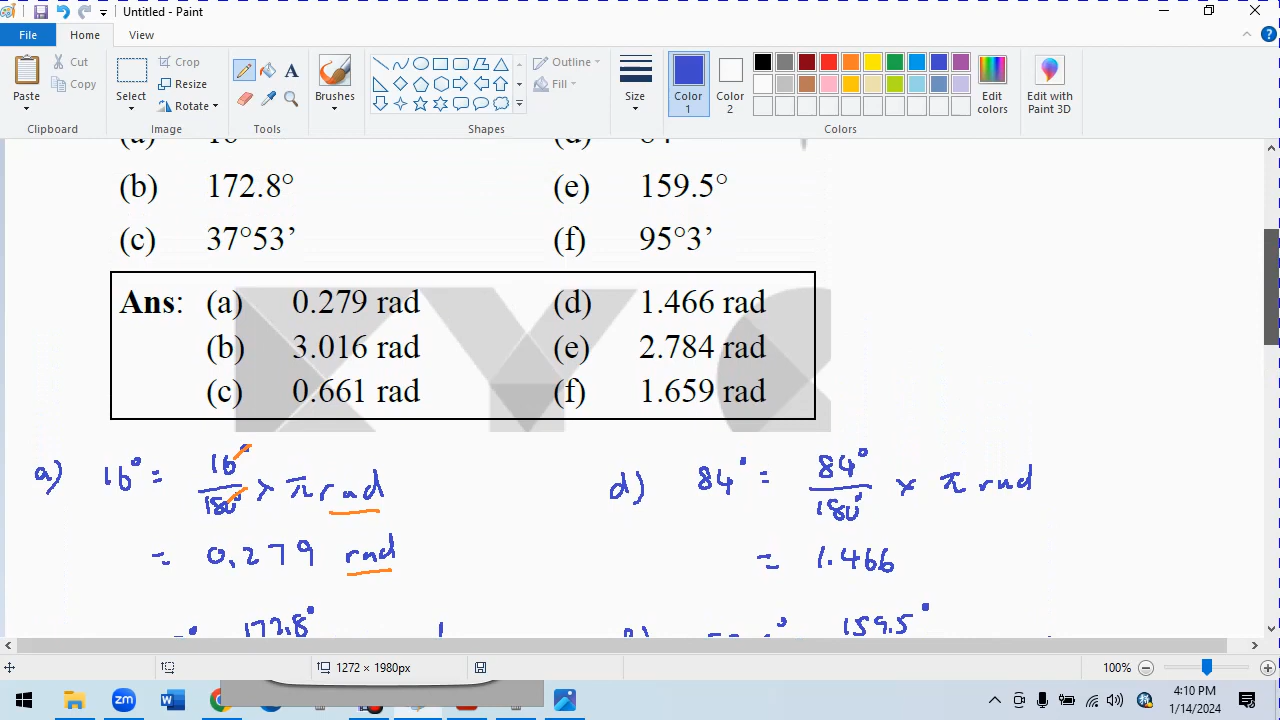 Untitled - Paint
File Home View
Paste Cut Copy Clipboard
Select Crop Resize Rotate Image
Tools
Brushes
Outline Fill Shapes
Size
Color 1 Color 2 Edit colors Colors
Edit with Paint 3D
(b) 172.8° (e) 159.5°
(c) 37°53’ (f) 95°3’
Ans: (a) 0.279 rad (d) 1.466 rad
(b) 3.016 rad (e) 2.784 rad
(c) 0.661 rad (f) 1.659 rad
KYC
a) 16° = 16°/180° × π rad d) 84° = 84°/180° × π rad
= 0.279 rad = 1.466
172.8° 159.5°
1272 × 1980px 100%
4:10 PM
1/14/2024